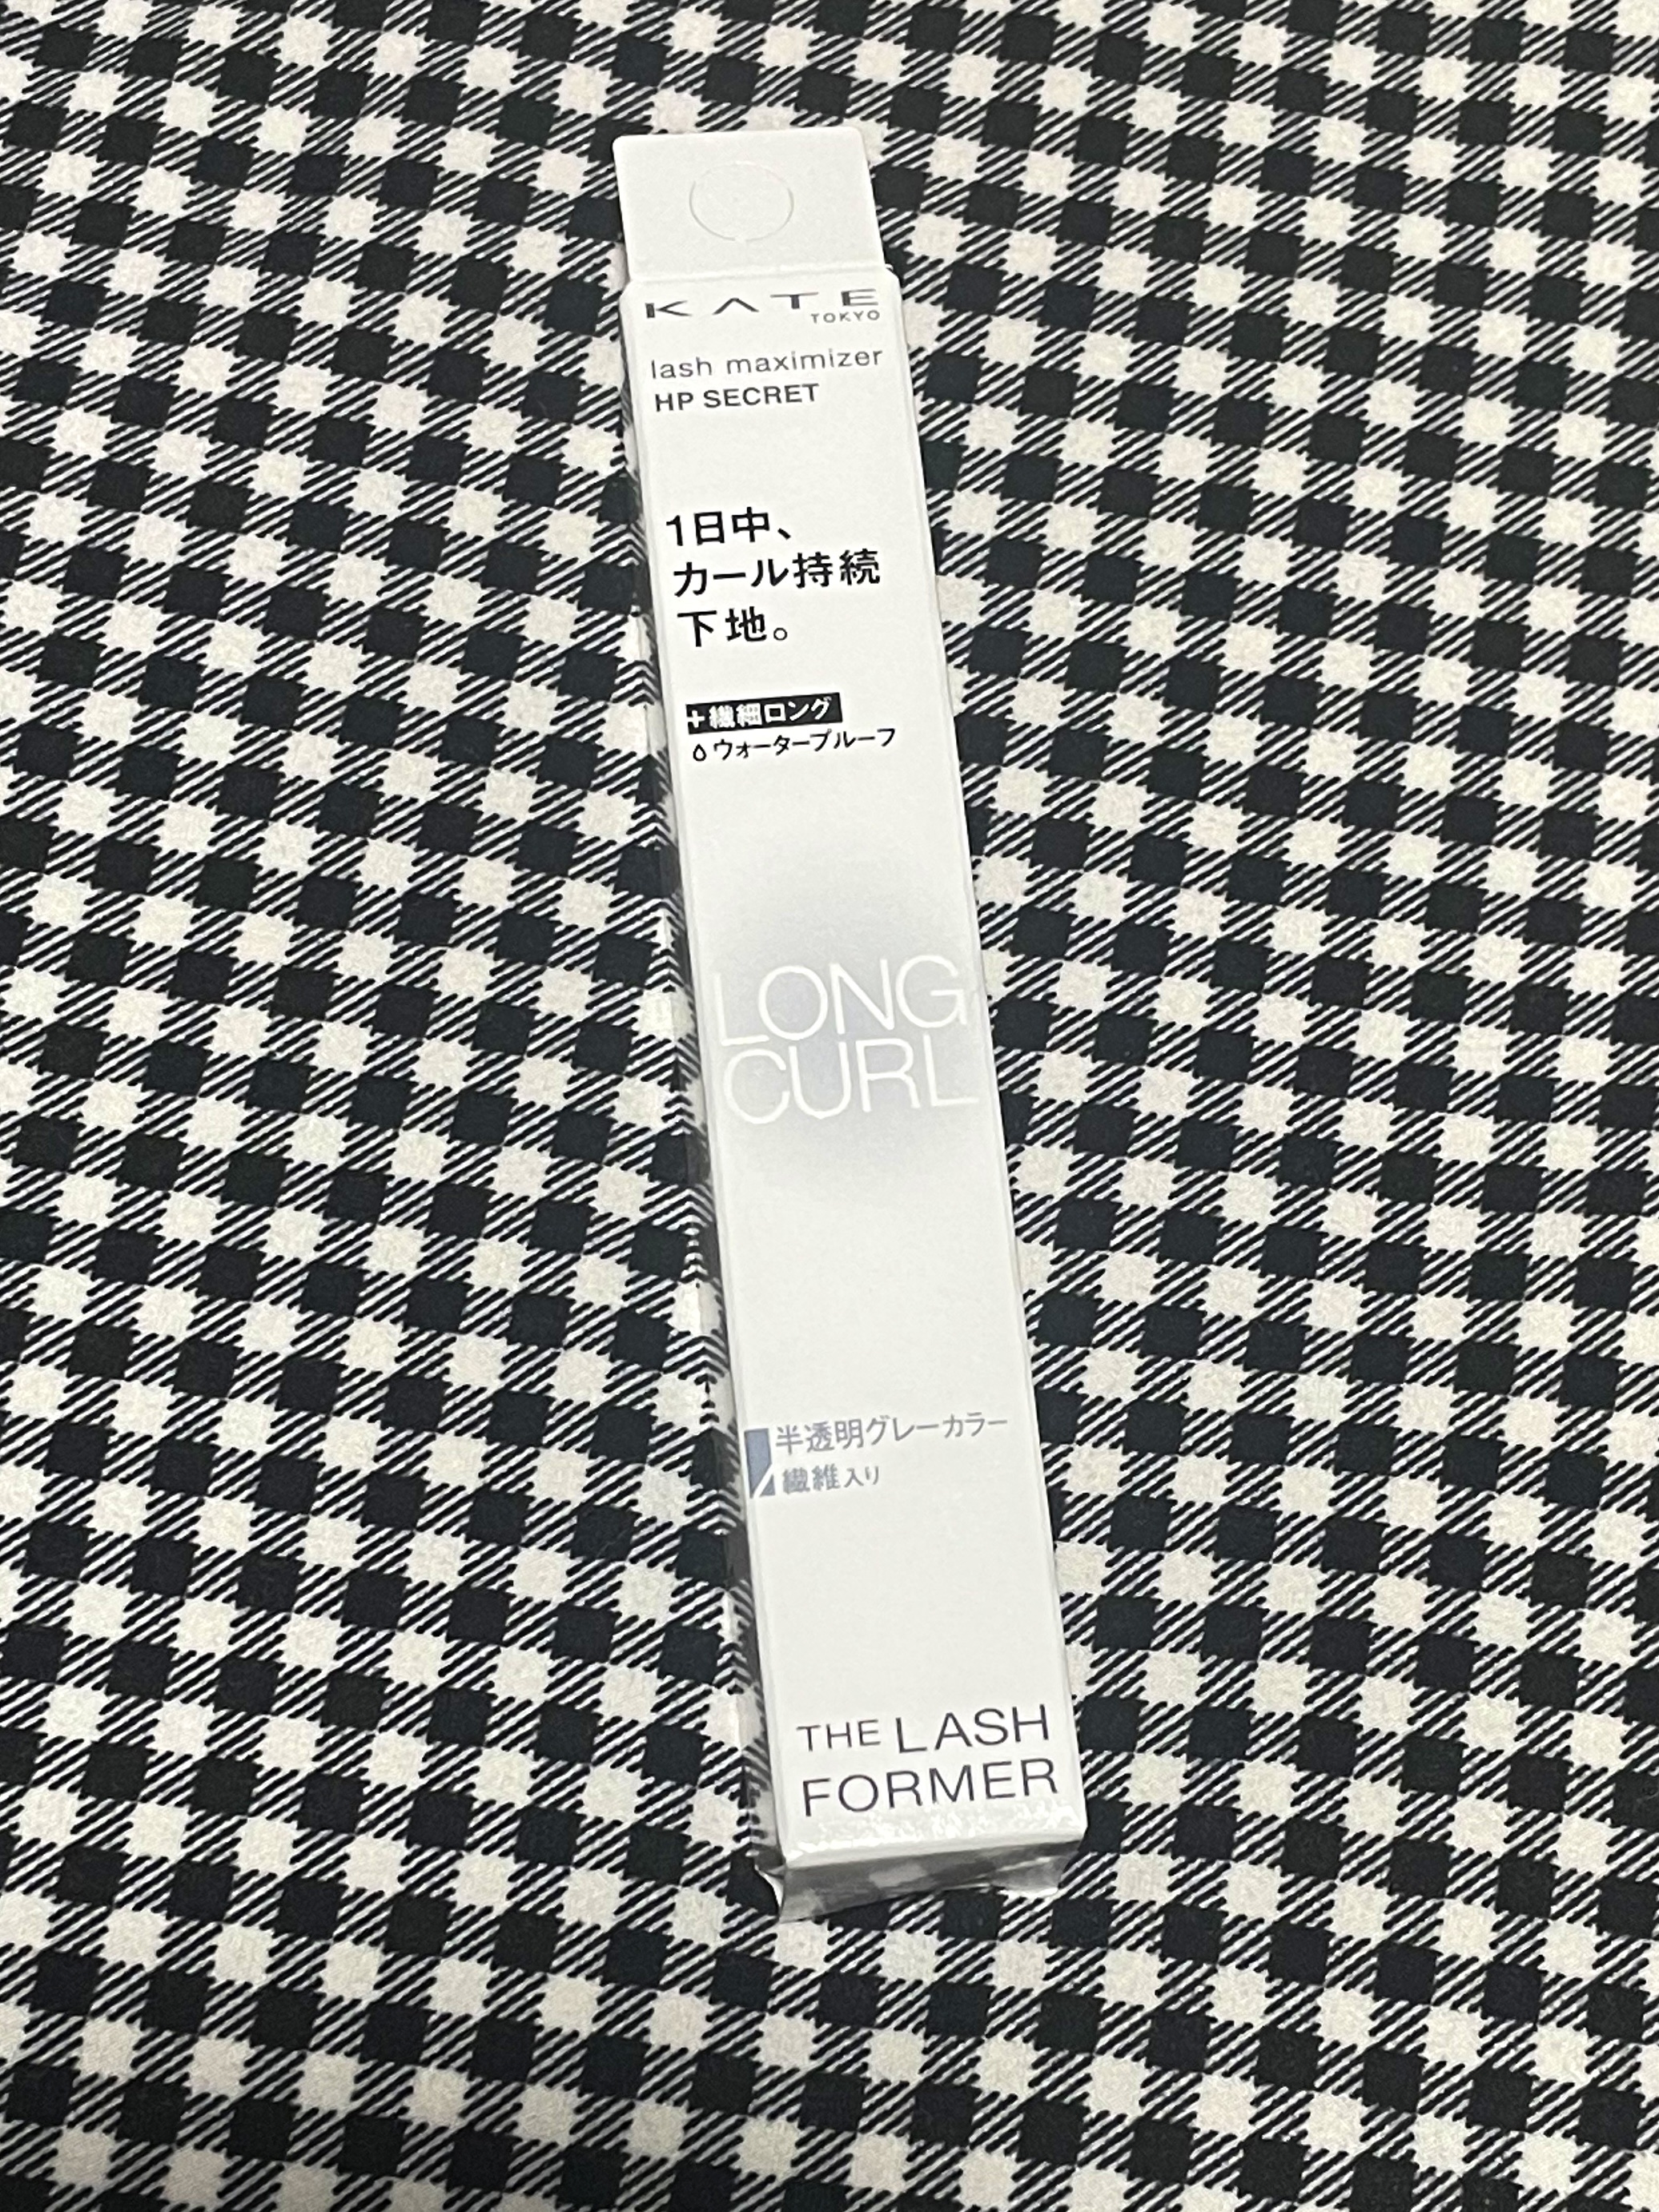 KATE
TOKYO
lash maximizer
HP SECRET
1日中、
カール持続
下地。
+繊細ロング
ウォータープルーフ
LONG
CURL
半透明グレーカラー
繊維入り
THE LASH
FORMER